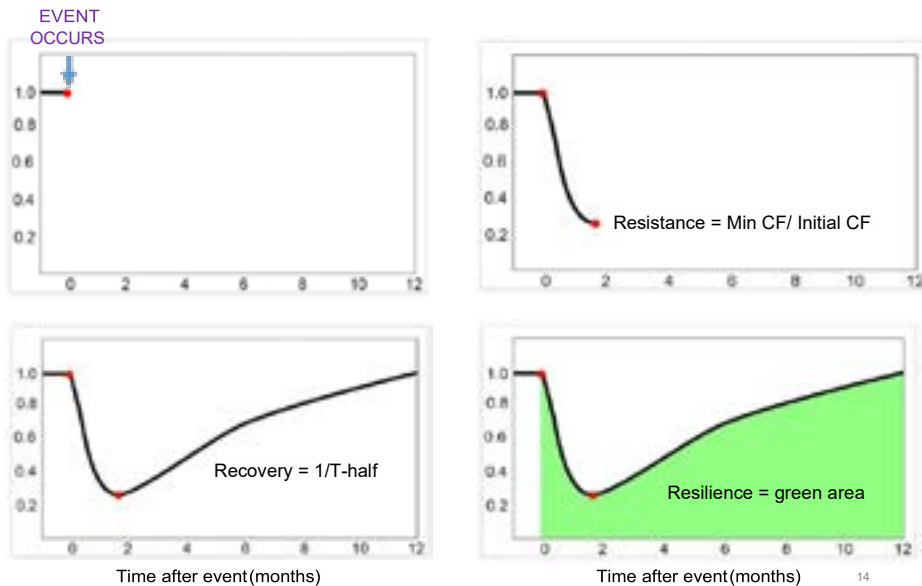 EVENT
OCCURS
1.0
0.8
0.6
0.4
0.2
0 2 4 6 8 10 12
1.0
0.8
0.6
0.4
0.2
Resistance = Min CF/ Initial CF
0 2 4 6 8 10 12
1.0
0.8
0.6
0.4
0.2
Recovery = 1/T-half
0 2 4 6 8 10 12
Time after event (months)
1.0
0.8
0.6
0.4
0.2
Resilience = green area
0 2 4 6 8 10 12
Time after event (months)
14